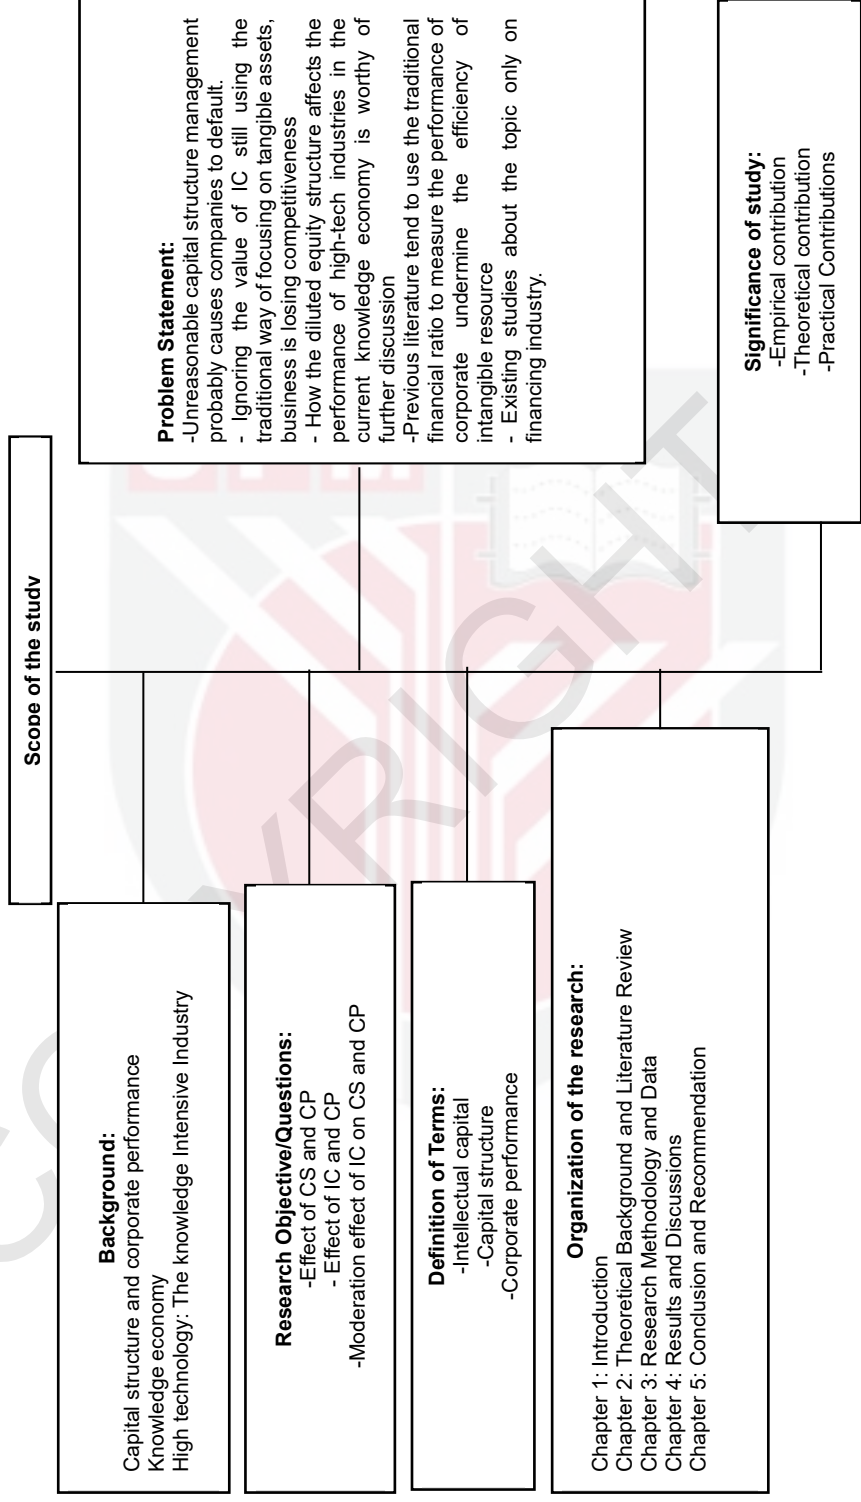 Scope of the study
Background:
Capital structure and corporate performance
Knowledge economy
High technology: The knowledge Intensive Industry
Problem Statement:
-Unreasonable capital structure management
probably causes companies to default.
- Ignoring the value of IC still using the
traditional way of focusing on tangible assets,
business is losing competitiveness
- How the diluted equity structure affects the
performance of high-tech industries in the
current knowledge economy is worthy of
further discussion
-Previous literature tend to use the traditional
financial ratio to measure the performance of
corporate undermine the efficiency of
intangible resource
- Existing studies about the topic only on
financing industry.
Research Objective/Questions:
-Effect of CS and CP
- Effect of IC and CP
-Moderation effect of IC on CS and CP
Definition of Terms:
-Intellectual capital
-Capital structure
-Corporate performance
Organization of the research:
Chapter 1: Introduction
Chapter 2: Theoretical Background and Literature Review
Chapter 3: Research Methodology and Data
Chapter 4: Results and Discussions
Chapter 5: Conclusion and Recommendation
Significance of study:
-Empirical contribution
-Theoretical contribution
-Practical Contributions